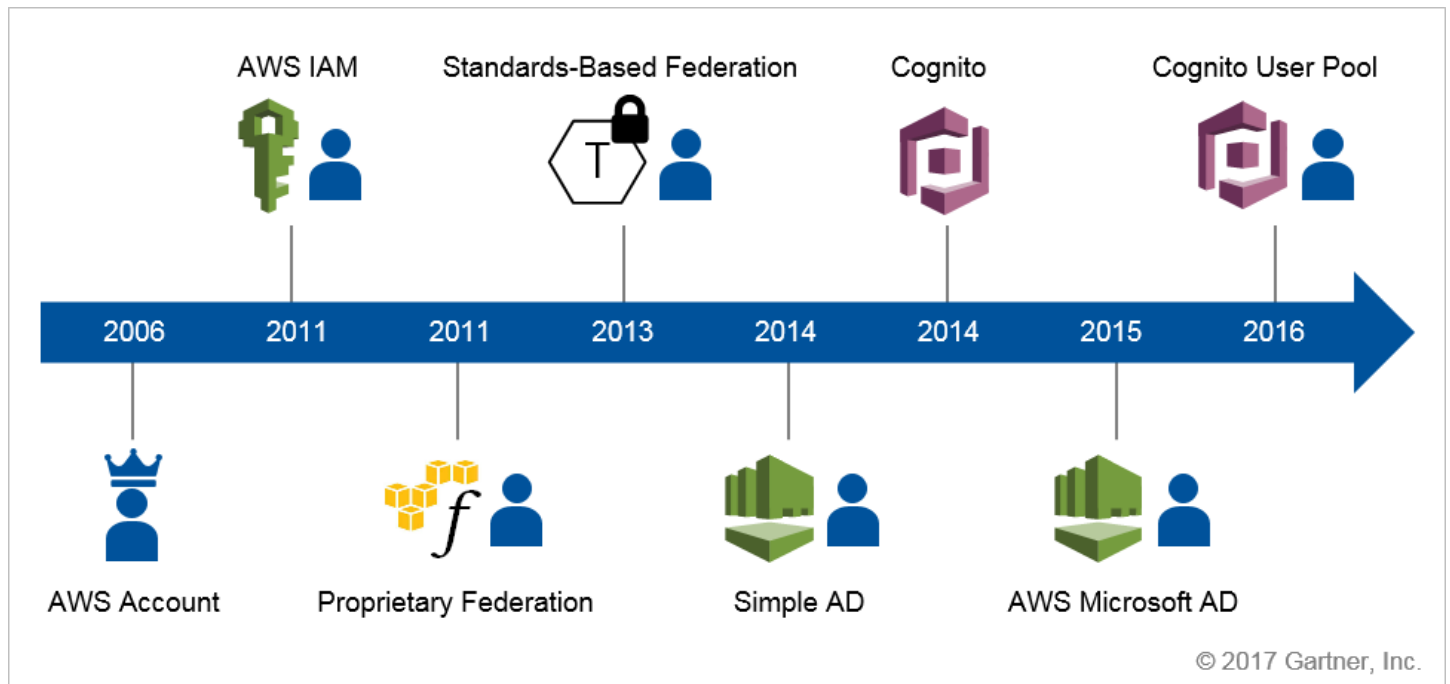 AWS IAM
Standards-Based Federation
Cognito
Cognito User Pool
T
2006
2011
2011
2013
2014
2014
2015
2016
f
AWS Account
Proprietary Federation
Simple AD
AWS Microsoft AD
© 2017 Gartner, Inc.